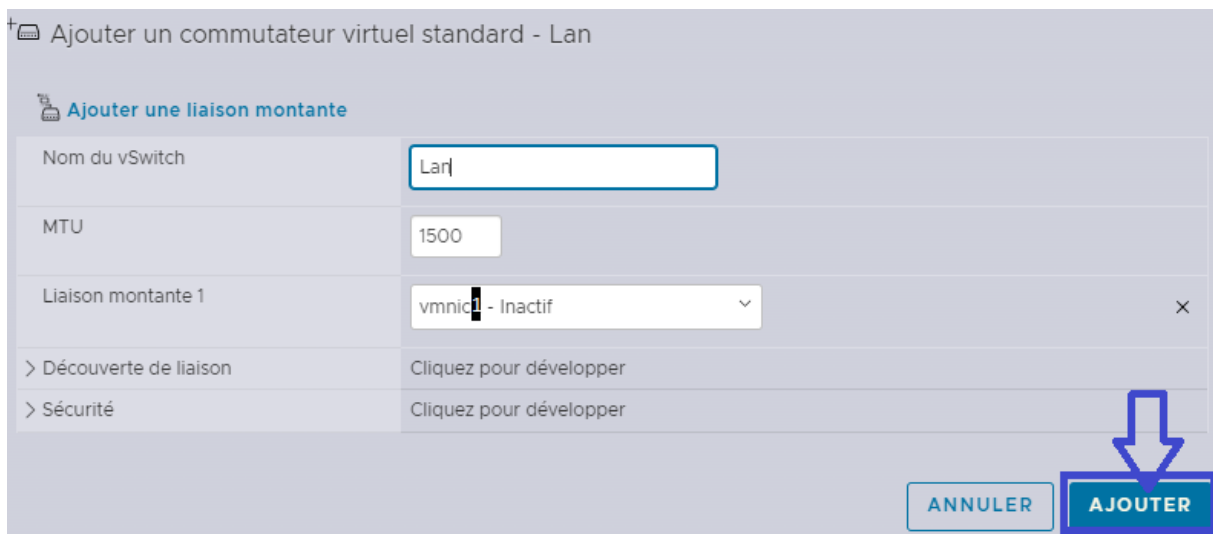 Ajouter un commutateur virtuel standard - Lan
Ajouter une liaison montante
Nom du vSwitch
Lan
MTU
1500
Liaison montante 1
vmnic1 - Inactif
Découverte de liaison
Cliquez pour développer
Sécurité
Cliquez pour développer
ANNULER
AJOUTER